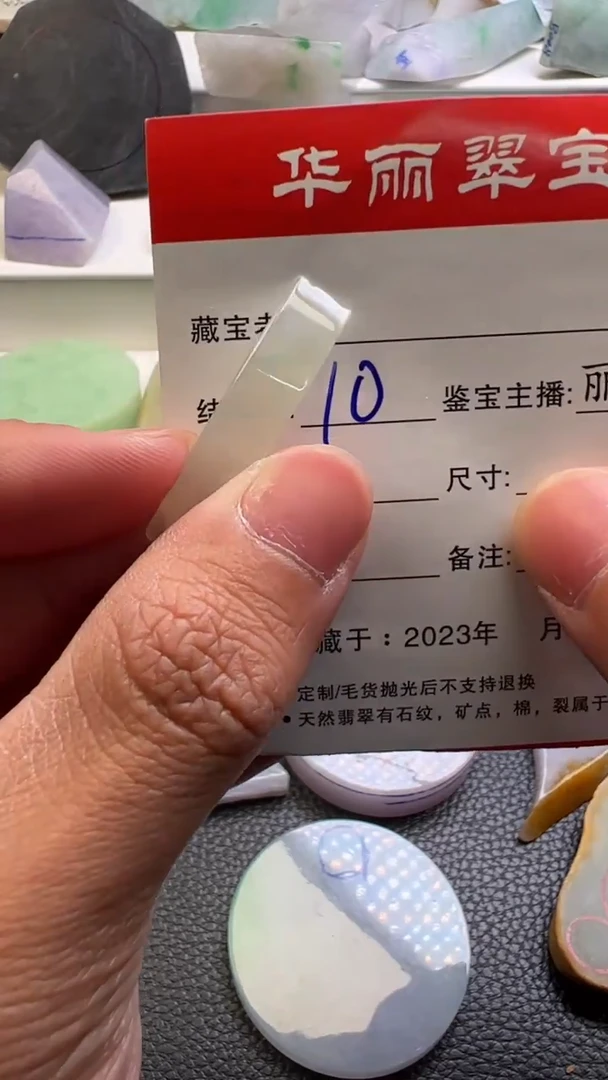 华丽翠宝
藏宝者
结 10 鉴宝主播: 丽
尺寸:
备注:
藏于：2023年 月
定制/毛货抛光后不支持退换
• 天然翡翠有石纹，矿点，棉，裂属于